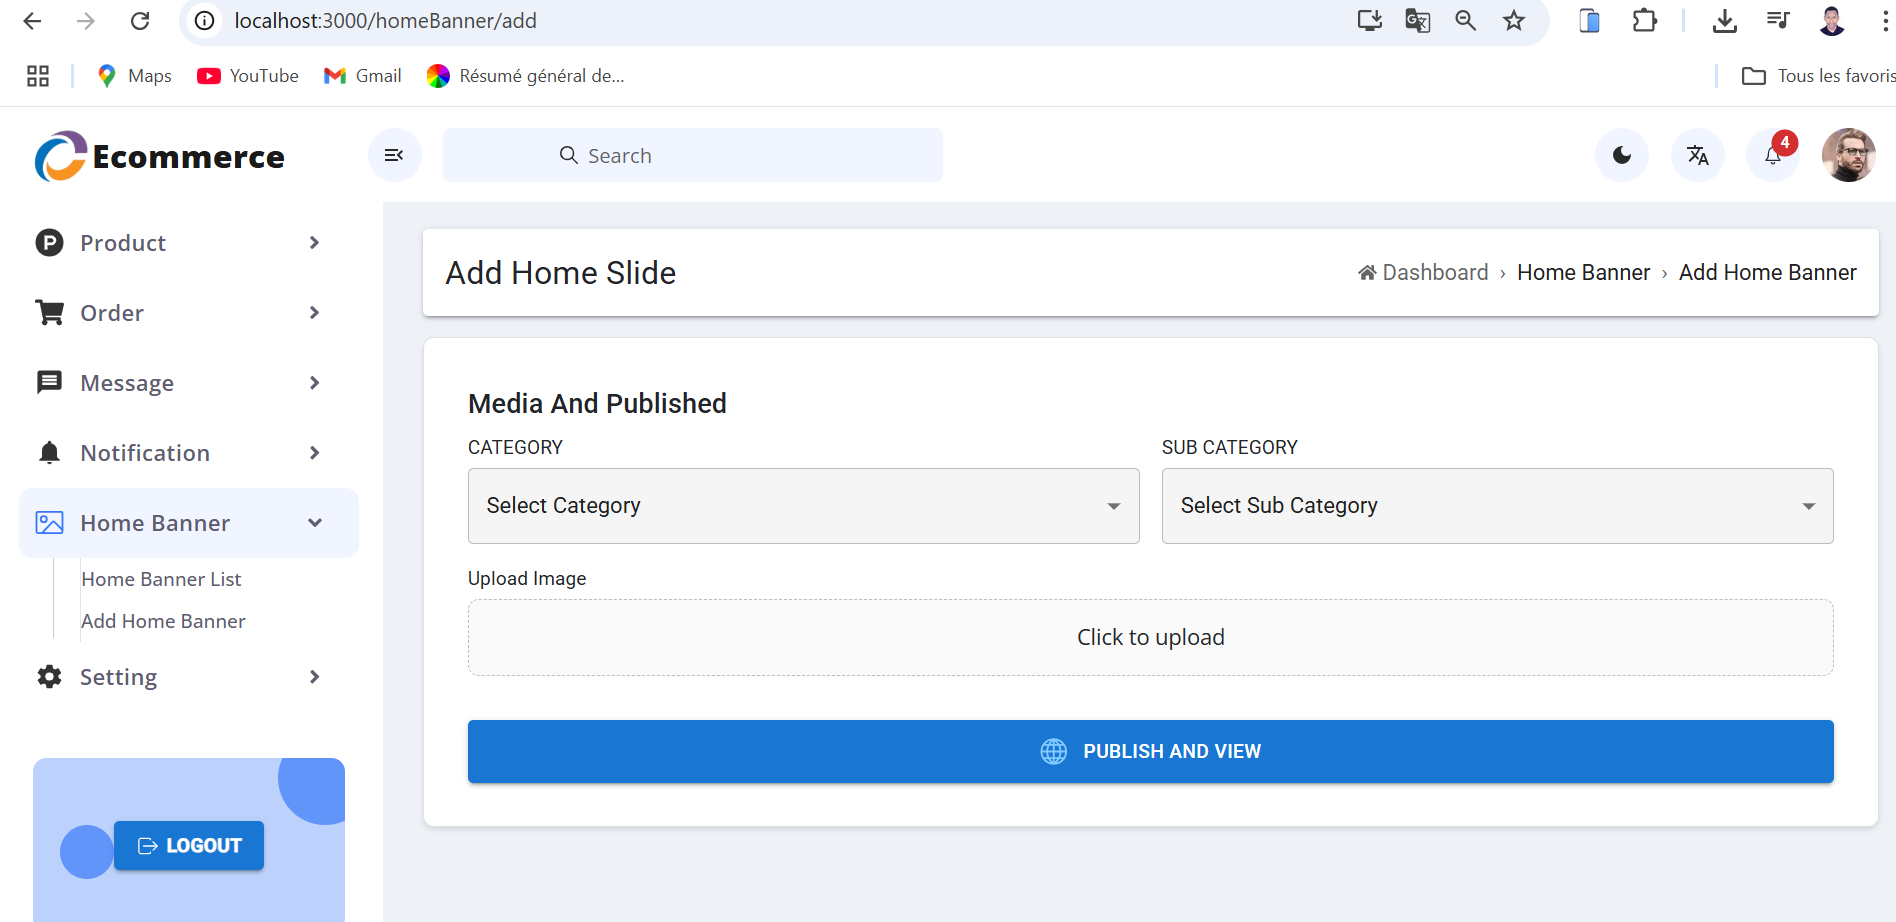 localhost:3000/homeBanner/add
Maps
YouTube
Gmail
Résumé général de...
Tous les favoris
Ecommerce
Search
4
Product
Order
Message
Notification
Home Banner
Home Banner List
Add Home Banner
Setting
LOGOUT
Add Home Slide
Dashboard › Home Banner › Add Home Banner
Media And Published
CATEGORY
SUB CATEGORY
Select Category
Select Sub Category
Upload Image
Click to upload
PUBLISH AND VIEW